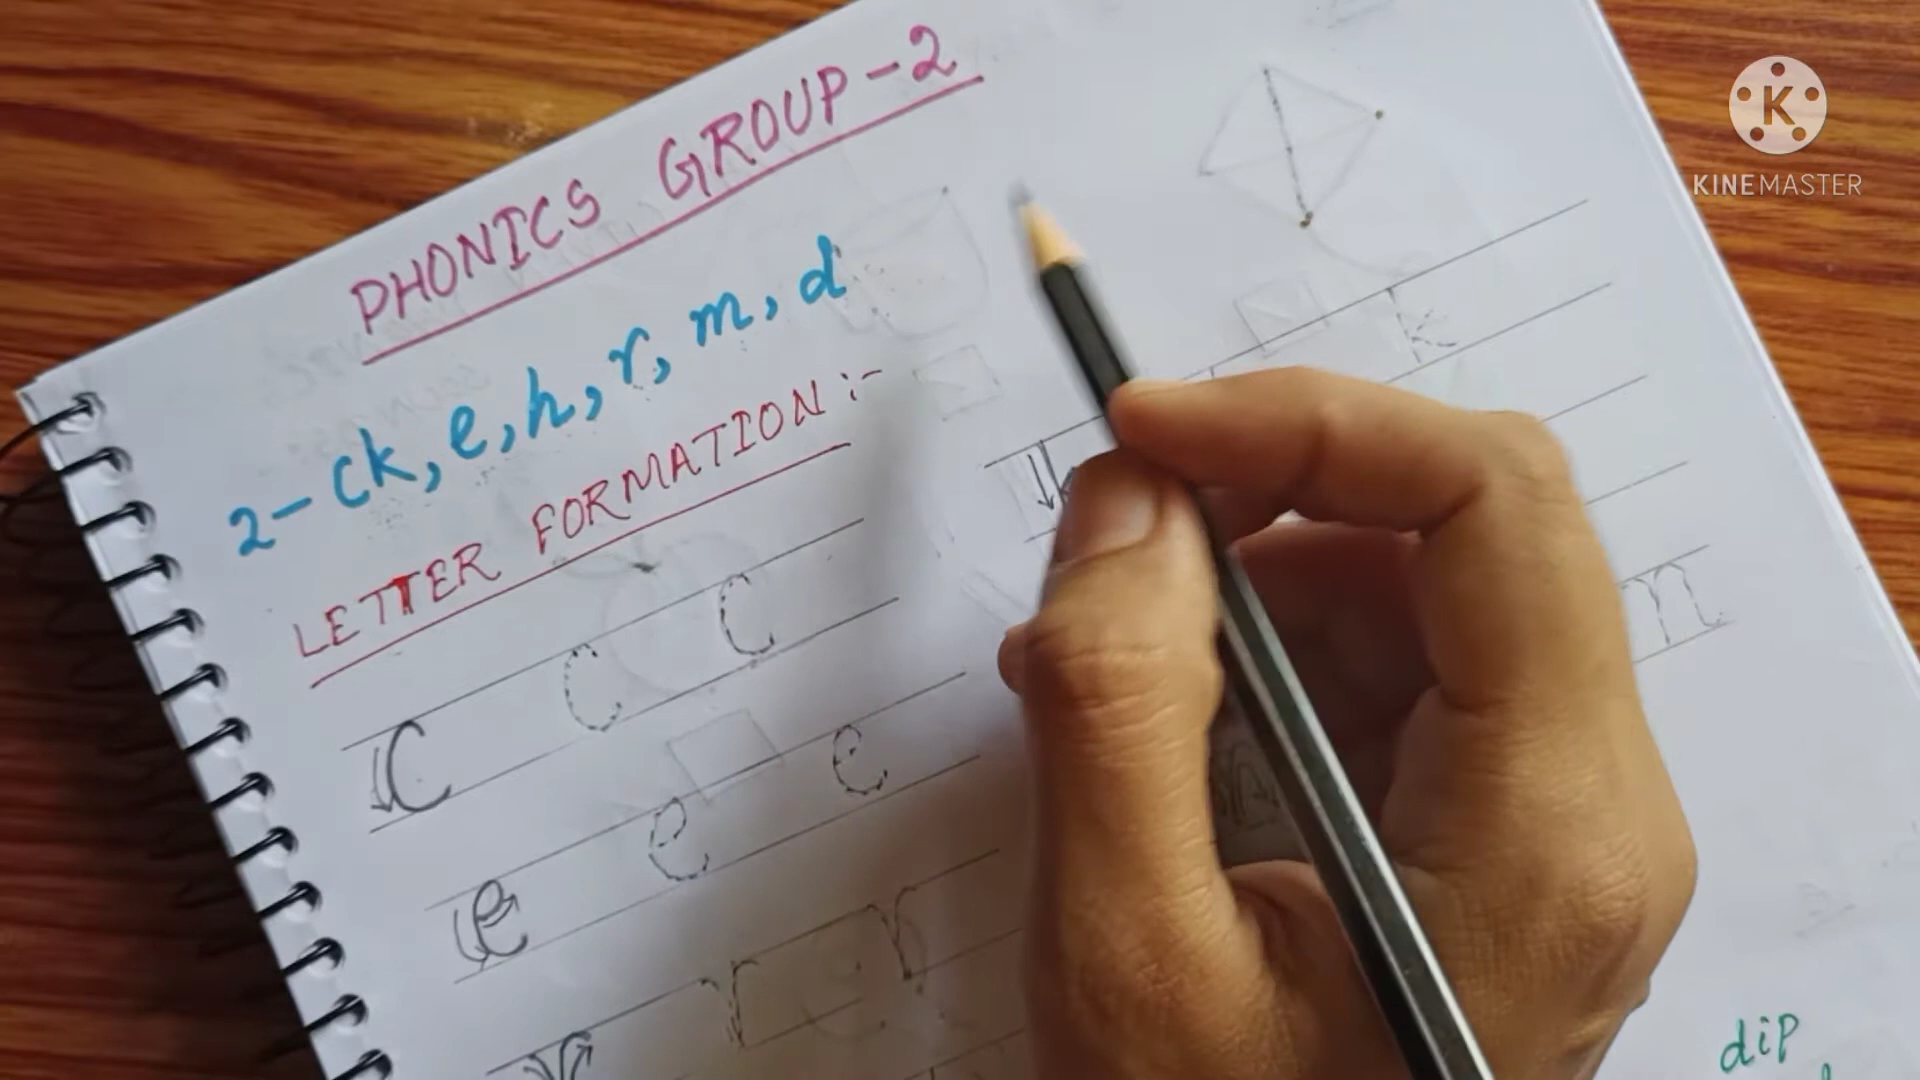 PHONICS GROUP-2
2- ck, e, h, r, m, d
LETTER FORMATION :-
c c c
e e e
r r r
k
n
dip
KINEMASTER